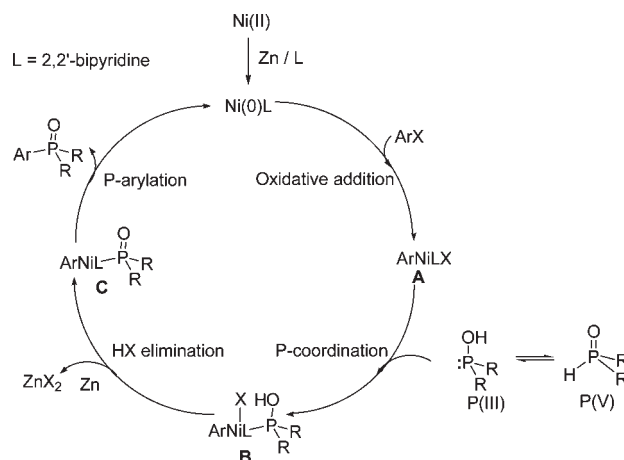 Ni(II)
L = 2,2'-bipyridine
Zn / L
Ni(0)L
O
Ar P R
R
P-arylation
ArX
Oxidative addition
O
ArNiL P R
R
C
ArNiLX
A
HX elimination
P-coordination
ZnX2 Zn
OH
:P R
R
P(III)
O
H P R
R
P(V)
X HO
ArNiL P R
R
B